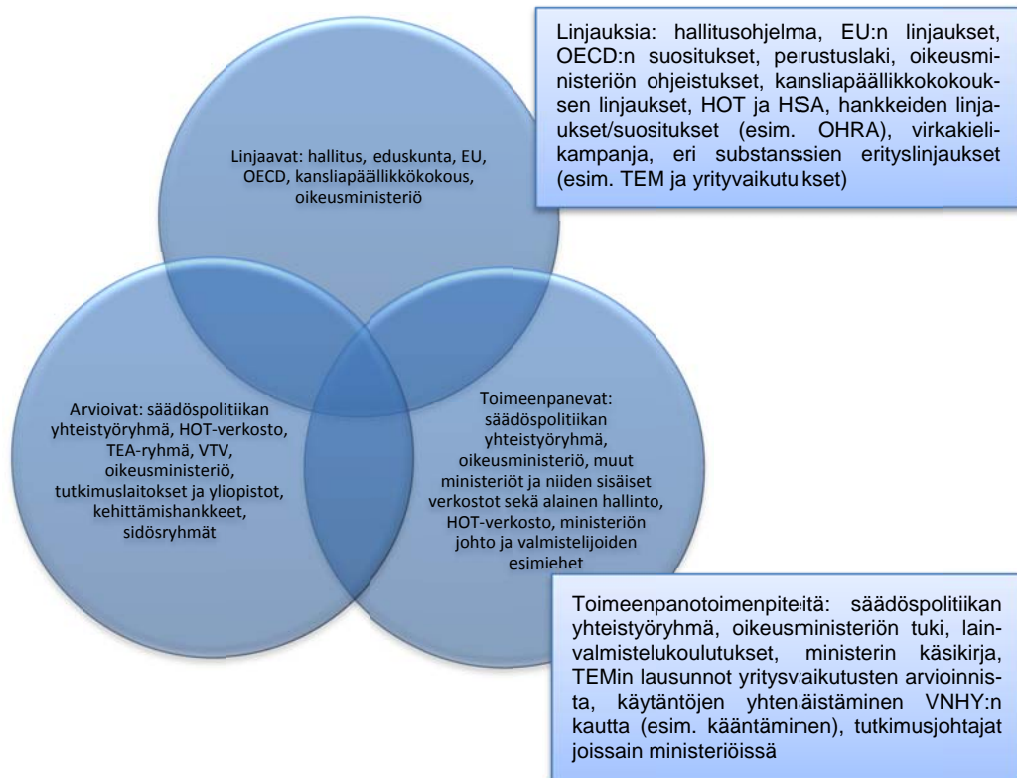 Linjauksia: hallitusohjelma, EU:n linjaukset,
OECD:n suositukset, perustuslaki, oikeusmi-
nisteriön ohjeistukset, kansliapäällikkökokouk-
sen linjaukset, HOT ja HSA, hankkeiden linja-
ukset/suositukset (esim. OHRA), virkakieli-
kampanja, eri substanssien erityslinjaukset
(esim. TEM ja yrityvaikutukset)
Linjaavat: hallitus, eduskunta, EU,
OECD, kansliapäällikkökokous,
oikeusministeriö
Arvioivat: säädöspolitiikan
yhteistyöryhmä, HOT-verkosto,
TEA-ryhmä, VTV,
oikeusministeriö,
tutkimuslaitokset ja yliopistot,
kehittämishankkeet,
sidösryhmät
Toimeenpanevat:
säädöspolitiikan
yhteistyöryhmä,
oikeusministeriö, muut
ministeriöt ja niiden sisäiset
verkostot sekä alainen hallinto,
HOT-verkosto, ministeriön
johto ja valmistelijoiden
esimiehet
Toimeenpanotoimenpiteitä: säädöspolitiikan
yhteistyöryhmä, oikeusministeriön tuki, lain-
valmistelukoulutukset, ministerin käsikirja,
TEMin lausunnot yritysvaikutusten arvioinnis-
ta, käytäntöjen yhtenäistäminen VNHY:n
kautta (esim. kääntäminen), tutkimusjohtajat
joissain ministeriöissä